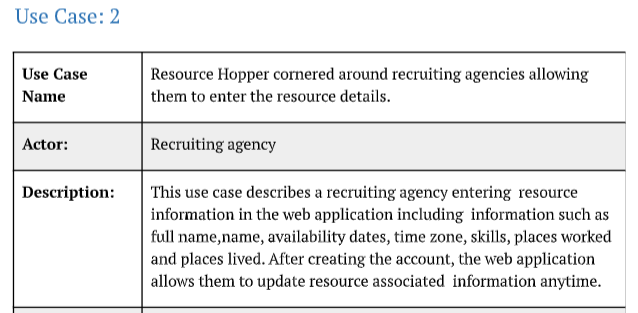 Use Case: 2
Use Case Name
Resource Hopper cornered around recruiting agencies allowing
them to enter the resource details.
Actor:
Recruiting agency
Description:
This use case describes a recruiting agency entering resource
information in the web application including information such as
full name,name, availability dates, time zone, skills, places worked
and places lived. After creating the account, the web application
allows them to update resource associated information anytime.